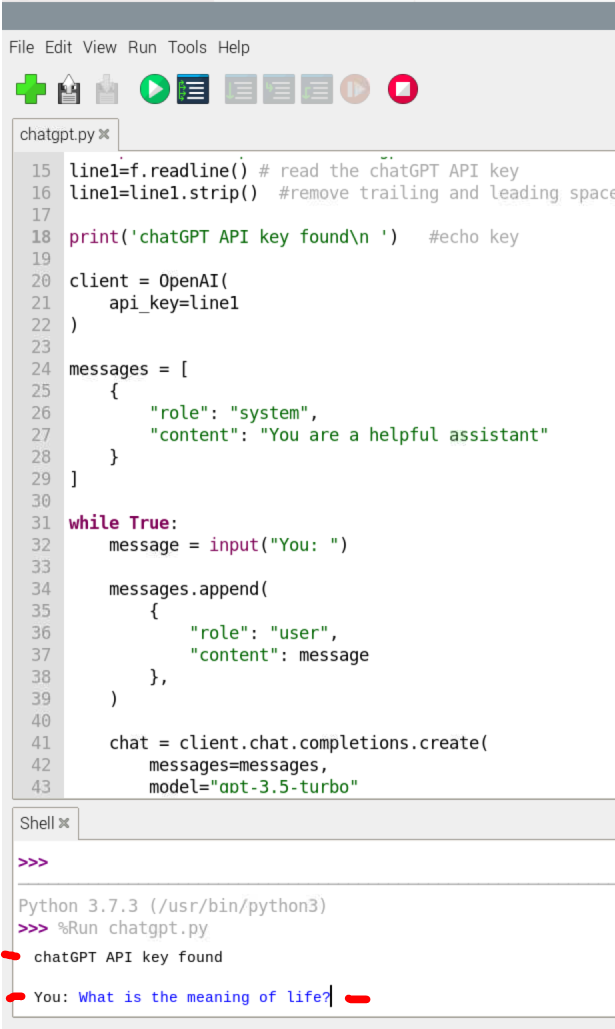 File Edit View Run Tools Help
chatgpt.py
15 line1=f.readline() # read the chatGPT API key
16 line1=line1.strip()  #remove trailing and leading space
17
18 print('chatGPT API key found\n ')   #echo key
19
20 client = OpenAI(
21     api_key=line1
22 )
23
24 messages = [
25     {
26         "role": "system",
27         "content": "You are a helpful assistant"
28     }
29 ]
30
31 while True:
32     message = input("You: ")
33
34     messages.append(
35         {
36             "role": "user",
37             "content": message
38         },
39     )
40
41     chat = client.chat.completions.create(
42         messages=messages,
43         model="gpt-3.5-turbo"
Shell
>>>
Python 3.7.3 (/usr/bin/python3)
>>> %Run chatgpt.py
chatGPT API key found
You: What is the meaning of life?